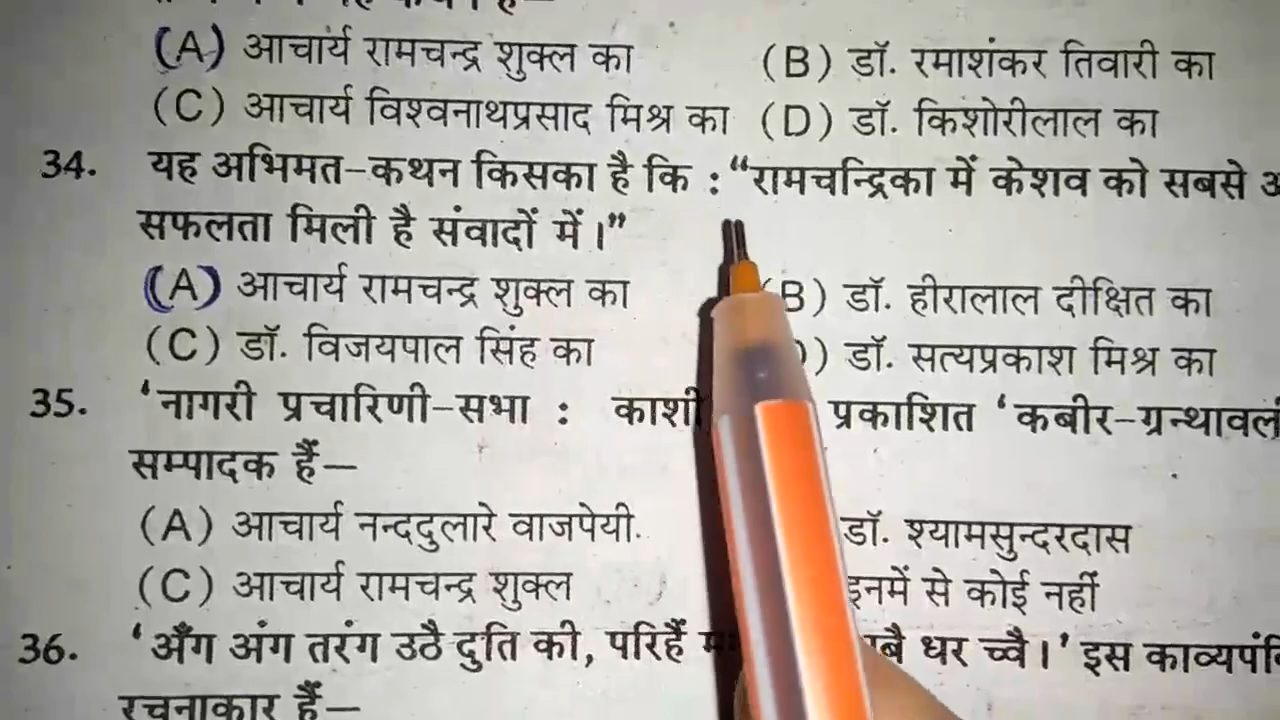 (A) आचार्य रामचन्द्र शुक्ल का (B) डॉ. रमाशंकर तिवारी का
(C) आचार्य विश्वनाथप्रसाद मिश्र का (D) डॉ. किशोरीलाल का
34. यह अभिमत-कथन किसका है कि : “रामचन्द्रिका में केशव को सबसे
सफलता मिली है संवादों में।”
(A) आचार्य रामचन्द्र शुक्ल का (B) डॉ. हीरालाल दीक्षित का
(C) डॉ. विजयपाल सिंह का ) डॉ. सत्यप्रकाश मिश्र का
35. ‘नागरी प्रचारिणी-सभा : काशी प्रकाशित ‘कबीर-ग्रन्थावली
सम्पादक हैं—
(A) आचार्य नन्ददुलारे वाजपेयी. डॉ. श्यामसुन्दरदास
(C) आचार्य रामचन्द्र शुक्ल इनमें से कोई नहीं
36. ‘अँग अंग तरंग उठै दुति की, परिहैं धर च्वै।’ इस
रचनाकार हैं—